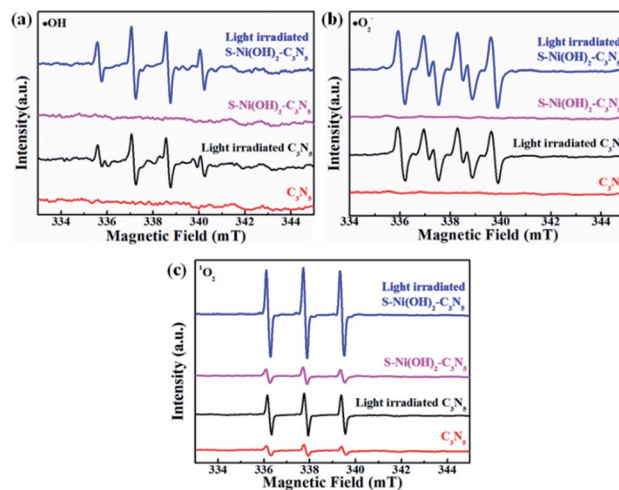 (a)
•OH
Light irradiated
S-Ni(OH)₂-C₃N₅
S-Ni(OH)₂-C₃N₅
Light irradiated C₃N₅
C₃N₅
Intensity(a.u.)
334 336 338 340 342 344
Magnetic Field (mT)
(b)
•O₂⁻
Light irradiated
S-Ni(OH)₂-C₃N₅
S-Ni(OH)₂-C₃N₅
Light irradiated C₃N₅
C₃N₅
Intensity(a.u.)
334 336 338 340 342 344
Magnetic Field (mT)
(c)
¹O₂
Light irradiated
S-Ni(OH)₂-C₃N₅
S-Ni(OH)₂-C₃N₅
Light irradiated C₃N₅
C₃N₅
Intensity (a.u.)
334 336 338 340 342 344
Magnetic Field (mT)